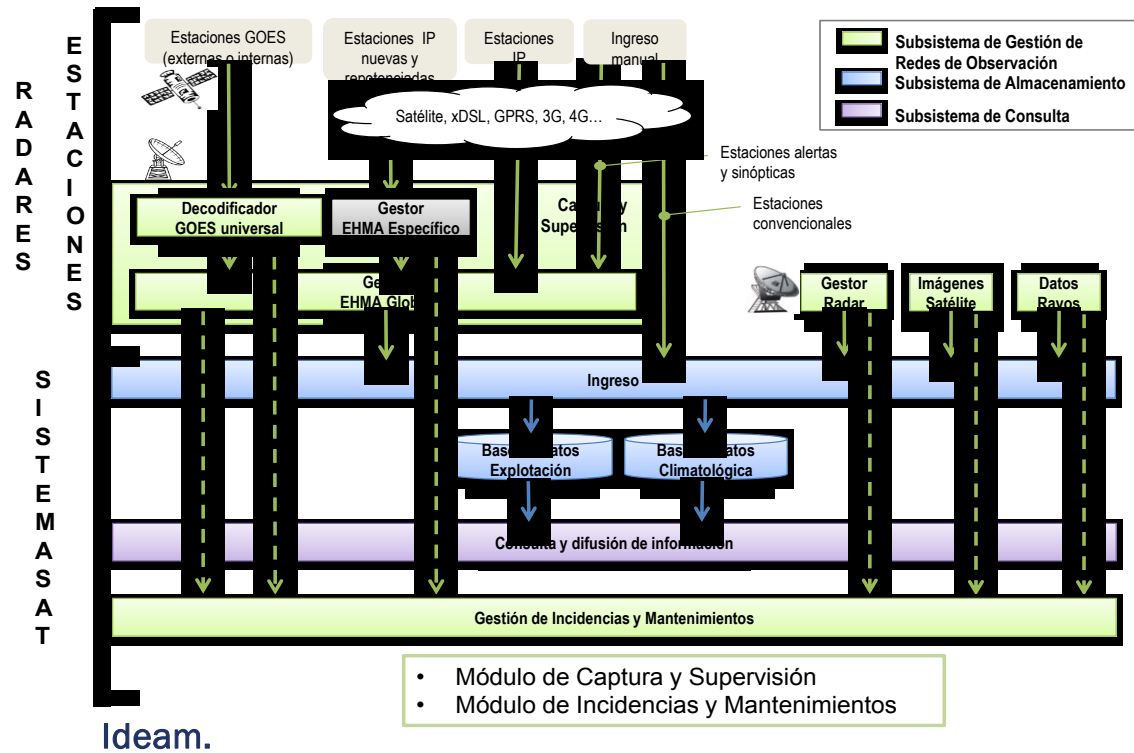 RADARES
ESTACIONES
SISTEMASAT
Estaciones GOES
(externas o internas)
Estaciones IP
nuevas y
repotenciadas
Estaciones
IP
Ingreso
manual
Subsistema de Gestión de
Redes de Observación
Subsistema de Almacenamiento
Subsistema de Consulta
Satélite, xDSL, GPRS, 3G, 4G…
Estaciones alertas
y sinópticas
Estaciones
convencionales
Decodificador
GOES universal
Gestor
EHMA Específico
y
EHMA
Gestor
Radar
Imágenes
Satélite
Datos
Rayos
Ingreso
Explotación
Climatológica
Consulta y difusión de información
Gestión de Incidencias y Mantenimientos
• Módulo de Captura y Supervisión
• Módulo de Incidencias y Mantenimientos
Ideam.